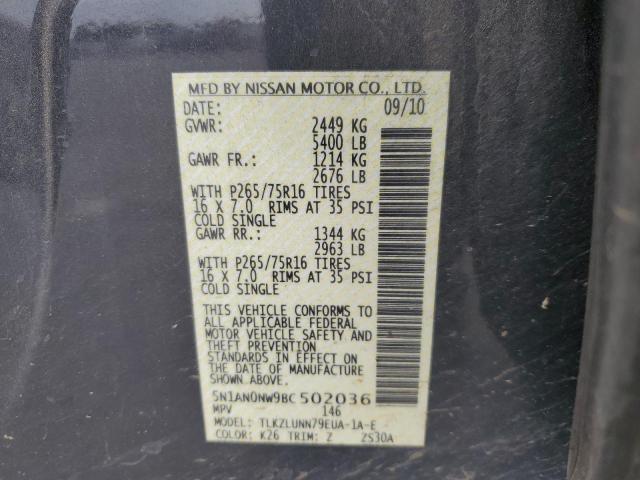 MFD BY NISSAN MOTOR CO., LTD.
DATE: 09/10
GVWR: 2449 KG
5400 LB
GAWR FR.: 1214 KG
2676 LB
WITH P265/75R16 TIRES
16 X 7.0 RIMS AT 35 PSI
COLD SINGLE
GAWR RR.: 1344 KG
2963 LB
WITH P265/75R16 TIRES
16 X 7.0 RIMS AT 35 PSI
COLD SINGLE
THIS VEHICLE CONFORMS TO
ALL APPLICABLE FEDERAL
MOTOR VEHICLE SAFETY AND
THEFT PREVENTION
STANDARDS IN EFFECT ON
THE DATE OF MANUFACTURE
SHOWN ABOVE.
5N1AN0NW9BC502036
MPV 146
MODEL: TLKZLUNN79EUA-1A-E
COLOR: K26 TRIM: Z ZS30A